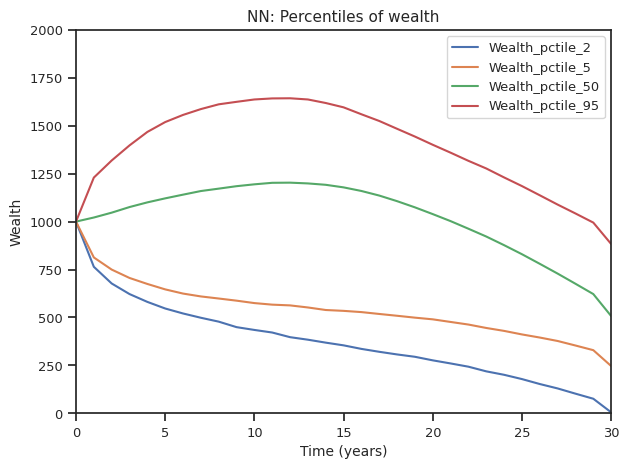 NN: Percentiles of wealth
Wealth_pctile_2
Wealth_pctile_5
Wealth_pctile_50
Wealth_pctile_95
Wealth
2000
1750
1500
1250
1000
750
500
250
0
0 5 10 15 20 25 30
Time (years)